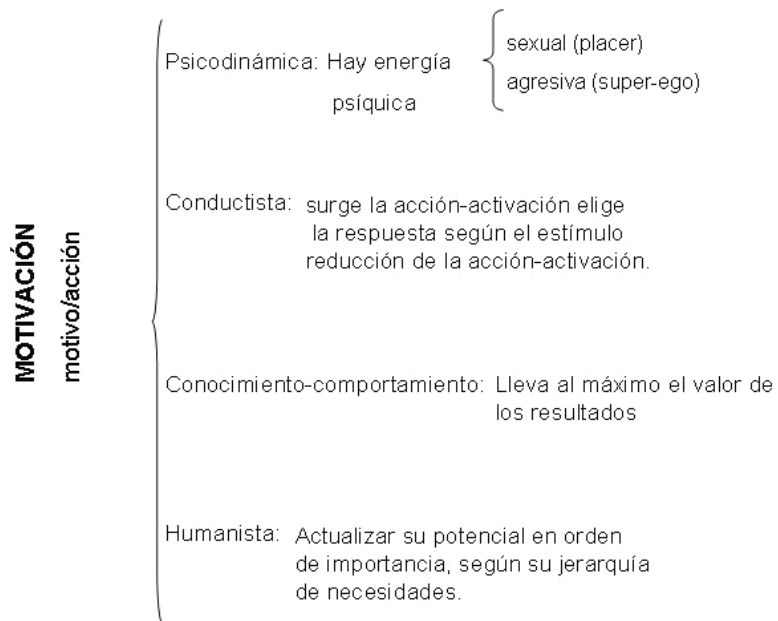 MOTIVACIÓN
motivo/acción
Psicodinámica: Hay energía
psíquica
sexual (placer)
agresiva (super-ego)
Conductista: surge la acción-activación elige
la respuesta según el estímulo
reducción de la acción-activación.
Conocimiento-comportamiento: Lleva al máximo el valor de
los resultados
Humanista: Actualizar su potencial en orden
de importancia, según su jerarquía
de necesidades.